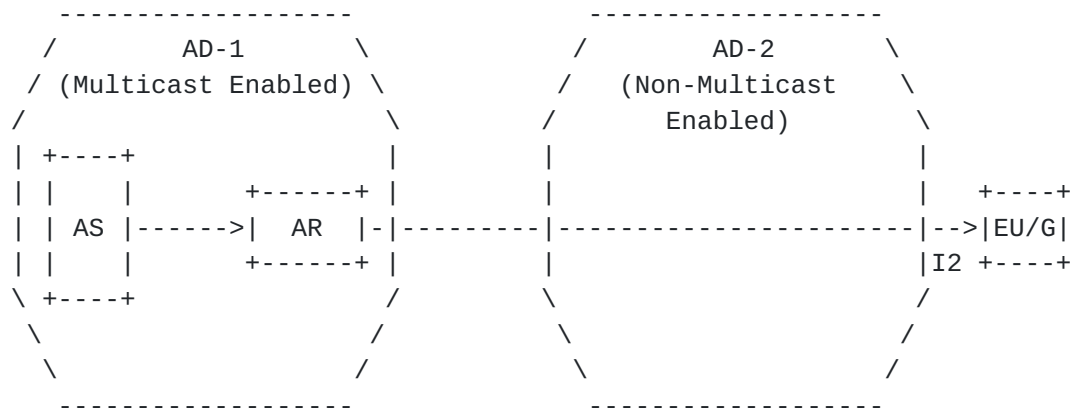 AD-1 AD-2
(Multicast Enabled) (Non-Multicast
Enabled)
AS AR EU/G
I2